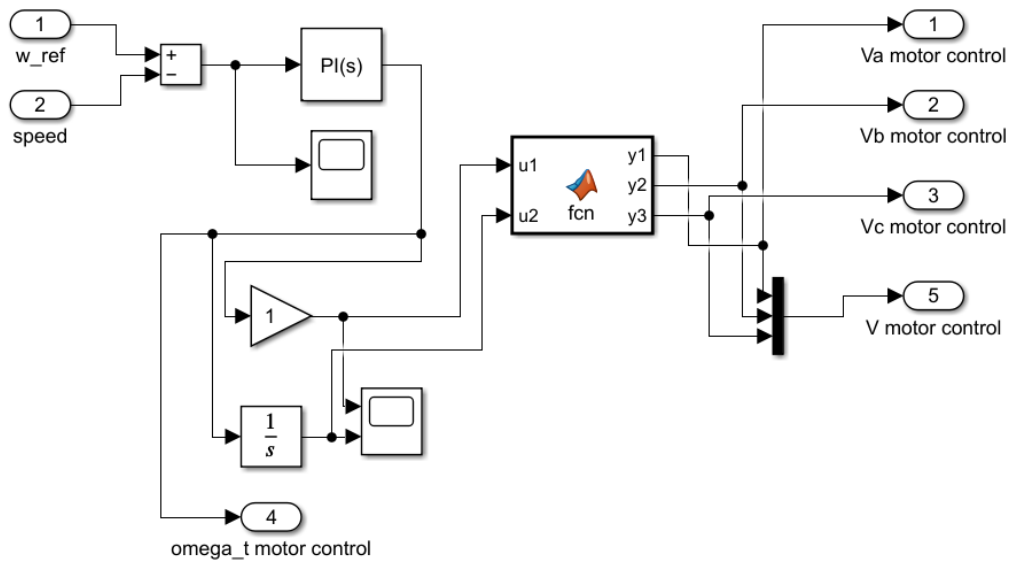 1
w_ref
2
speed
+
−
PI(s)
u1
u2
fcn
y1
y2
y3
1
Va motor control
2
Vb motor control
3
Vc motor control
5
V motor control
1
1
s
4
omega_t motor control